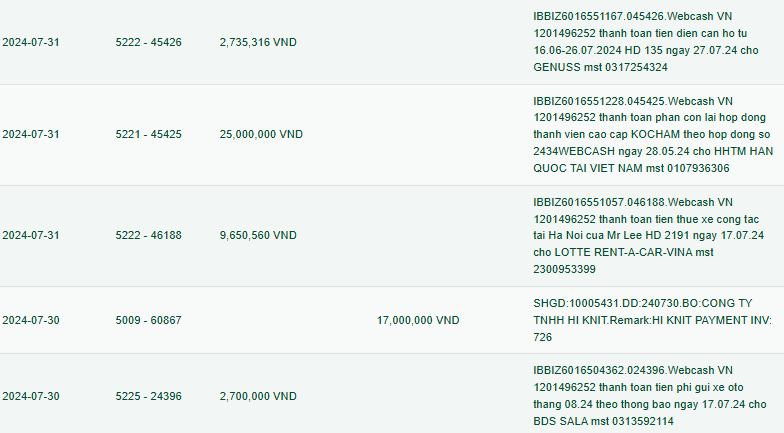 2024-07-31 5222 - 45426 2,735,316 VND
IBBIZ6016551167.045426.Webcash VN
1201496252 thanh toan tien dien can ho tu
16.06-26.07.2024 HD 135 ngay 27.07.24 cho
GENUSS mst 0317254324
2024-07-31 5221 - 45425 25,000,000 VND
IBBIZ6016551228.045425.Webcash VN
1201496252 thanh toan phan con lai hop dong
thanh vien cao cap KOCHAM theo hop dong so
2434WEBCASH ngay 28.05.24 cho HHTM HAN
QUOC TAI VIET NAM mst 0107936306
2024-07-31 5222 - 46188 9,650,560 VND
IBBIZ6016551057.046188.Webcash VN
1201496252 thanh toan tien thue xe cong tac
tai Ha Noi cua Mr Lee HD 2191 ngay 17.07.24
cho LOTTE RENT-A-CAR-VINA mst
2300953399
2024-07-30 5009 - 60867 17,000,000 VND
SHGD:10005431.DD:240730.BO:CONG TY
TNHH HI KNIT.Remark:HI KNIT PAYMENT INV:
726
2024-07-30 5225 - 24396 2,700,000 VND
IBBIZ6016504362.024396.Webcash VN
1201496252 thanh toan tien phi gui xe oto
thang 08.24 theo thong bao ngay 17.07.24 cho
BDS SALA mst 0313592114